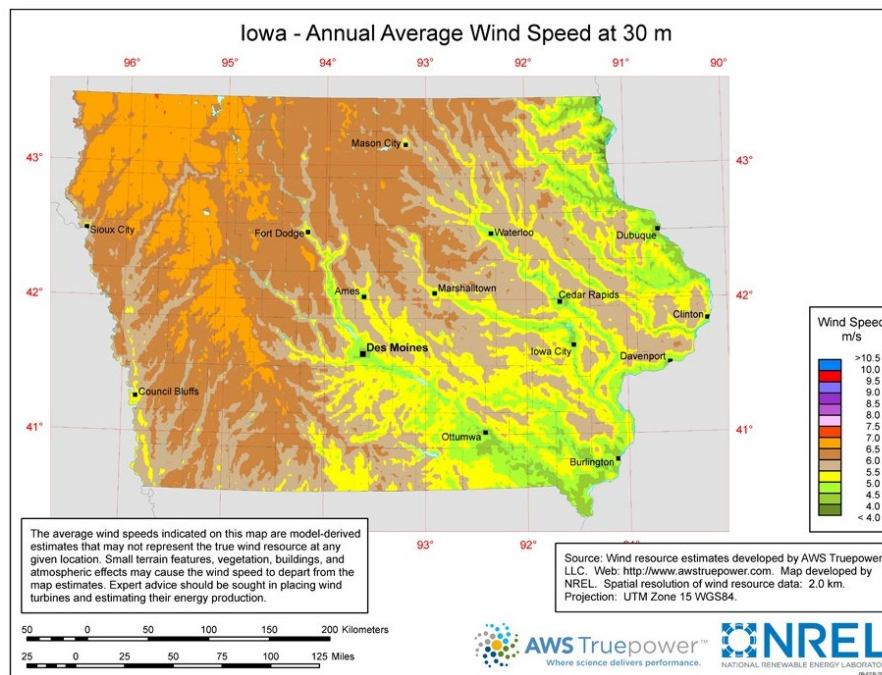 Iowa - Annual Average Wind Speed at 30 m
96° 95° 94° 93° 92° 91° 90°
43° 43°
Mason City
Sioux City
Fort Dodge
Waterloo
Dubuque
42° 42°
Ames
Marshalltown
Cedar Rapids
Clinton
Des Moines
Iowa City
Davenport
Council Bluffs
41° 41°
Ottumwa
Burlington
93° 92° 91°
Wind Speed
m/s
>10.5
10.0
9.5
9.0
8.5
8.0
7.5
7.0
6.5
6.0
5.5
5.0
4.5
4.0
< 4.0
The average wind speeds indicated on this map are model-derived
estimates that may not represent the true wind resource at any
given location. Small terrain features, vegetation, buildings, and
atmospheric effects may cause the wind speed to depart from the
map estimates. Expert advice should be sought in placing wind
turbines and estimating their energy production.
Source: Wind resource estimates developed by AWS Truepower,
LLC. Web: http://www.awstruepower.com. Map developed by
NREL. Spatial resolution of wind resource data: 2.0 km.
Projection: UTM Zone 15 WGS84.
50 0 50 100 150 200 Kilometers
25 0 25 50 75 100 125 Miles
AWS Truepower™
Where science delivers performance.
NREL
NATIONAL RENEWABLE ENERGY LABORATO